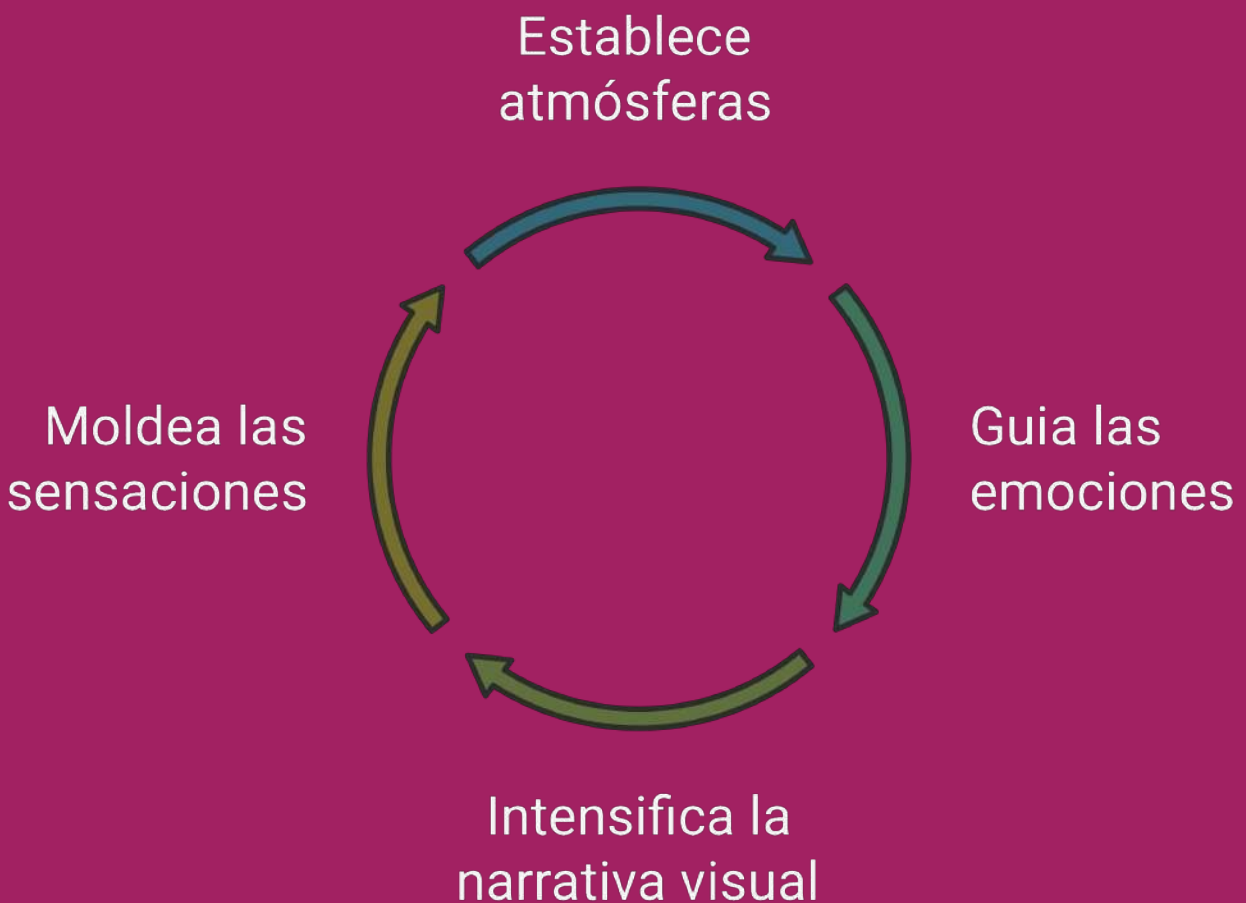 Establece
atmósferas
Moldea las
sensaciones
Guia las
emociones
Intensifica la
narrativa visual